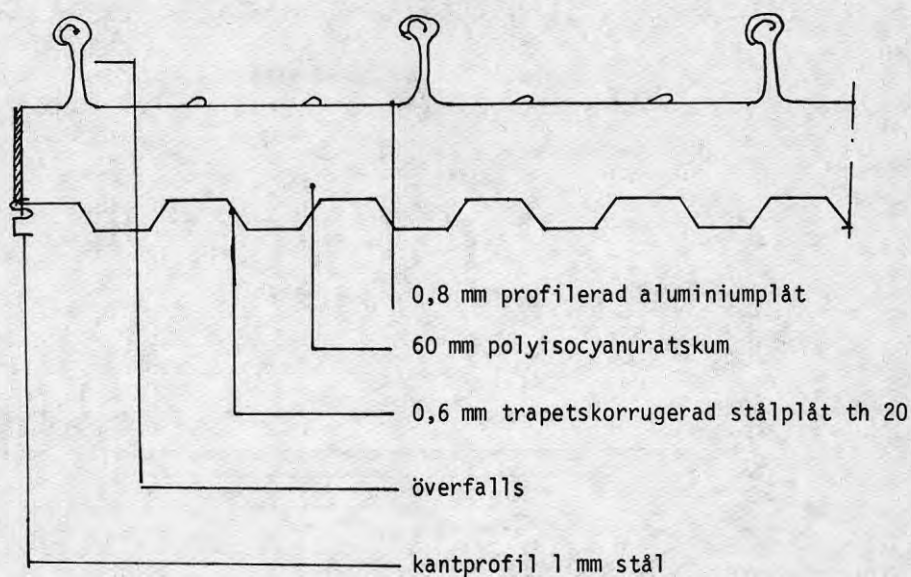 0,8 mm profilerad aluminiumplåt
60 mm polyisocyanuratskum
0,6 mm trapetskorrugerad stålplåt th 20
överfalls
kantprofil 1 mm stål